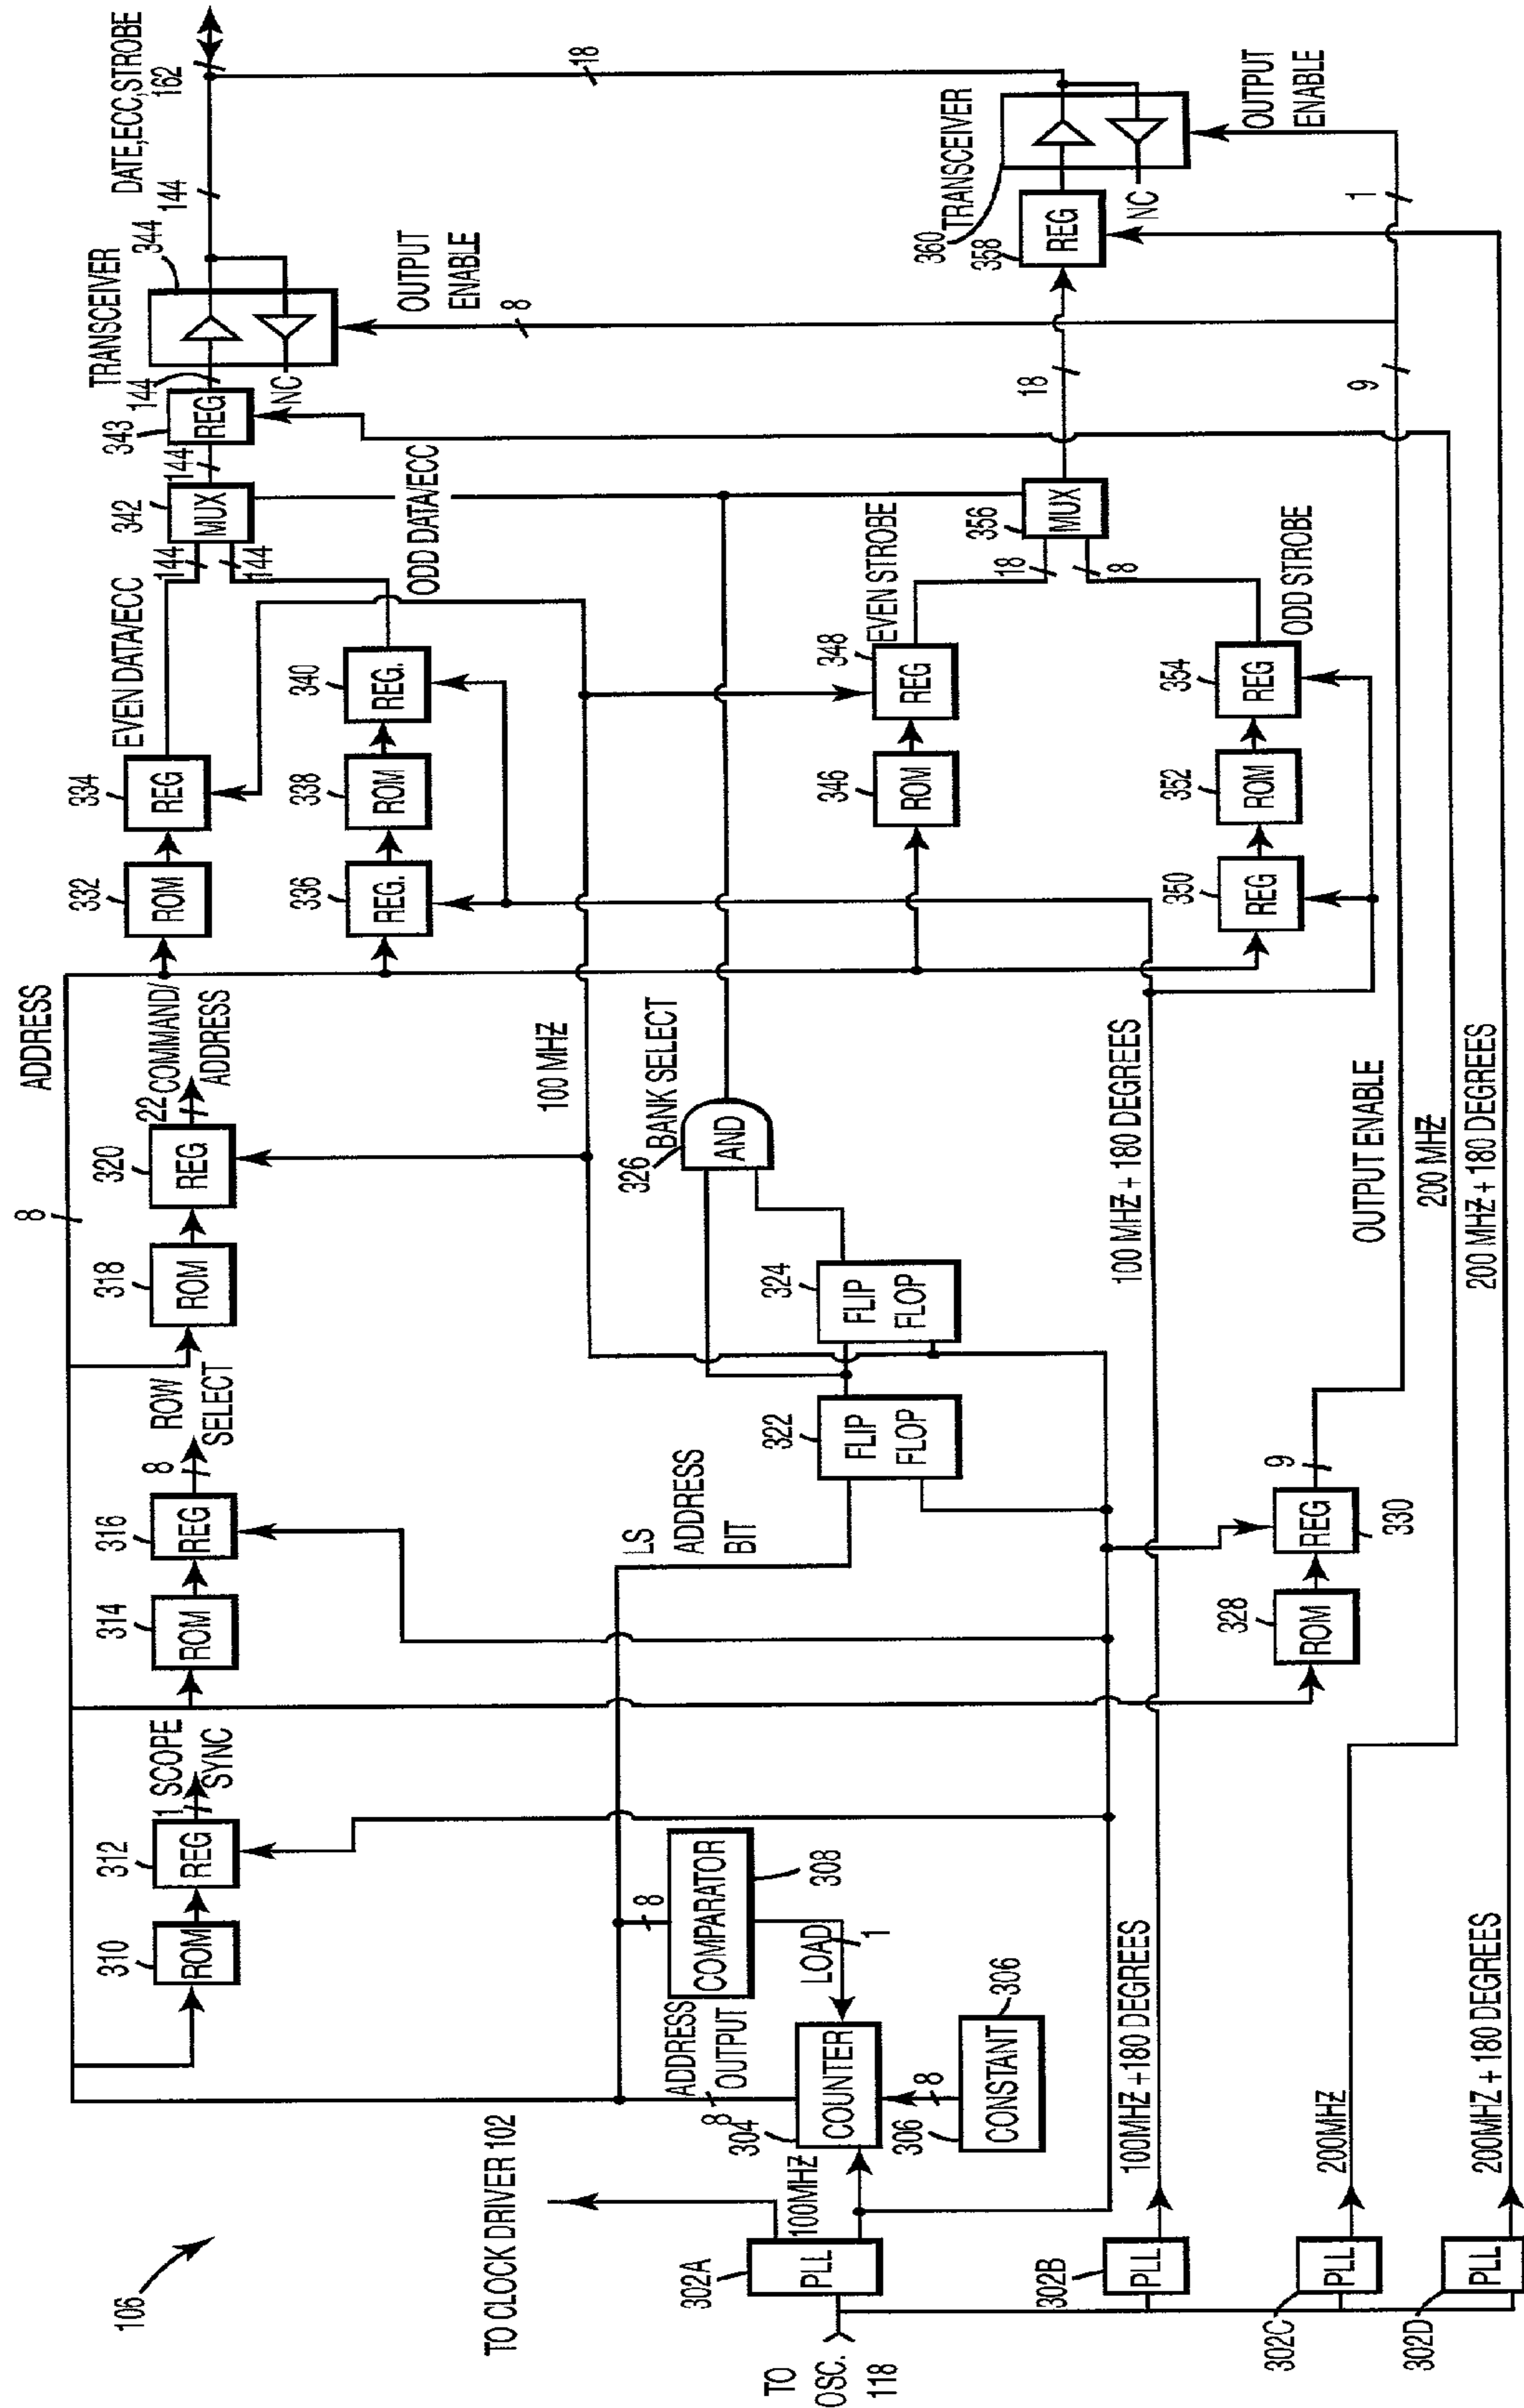 106
TO CLOCK DRIVER 102
TO
OSC.
118
302A
PLL
100MHZ
302B
PLL
100MHZ +180 DEGREES
302C
PLL
200MHZ
302D
PLL
200MHZ + 180 DEGREES
304
COUNTER
8
ADDRESS
OUTPUT
306
CONSTANT
306
8
LOAD
1
COMPARATOR
308
8
310
ROM
312
REG
1 SCOPE
SYNC
314
ROM
316
REG
8
ROW
SELECT
318
ROM
320
REG
22 COMMAND/
ADDRESS
8
ADDRESS
LS
ADDRESS
BIT
322
FLIP
FLOP
324
FLIP
FLOP
326 BANK SELECT
AND
100 MHZ
328
ROM
330
REG
9
OUTPUT ENABLE
100 MHZ + 180 DEGREES
200 MHZ
200 MHZ + 180 DEGREES
332
ROM
334
REG
EVEN DATA/ECC
336
REG.
338
ROM
340
REG.
ODD DATA/ECC
144
144
342
MUX
144
343
REG
144
TRANSCEIVER
344
NC
OUTPUT
ENABLE
8
144
DATE,ECC,STROBE
162
18
346
ROM
348
REG
EVEN STROBE
350
REG
352
ROM
354
REG
ODD STROBE
18
18
356
MUX
18
358
REG
360
TRANSCEIVER
NC
OUTPUT
ENABLE
9
1